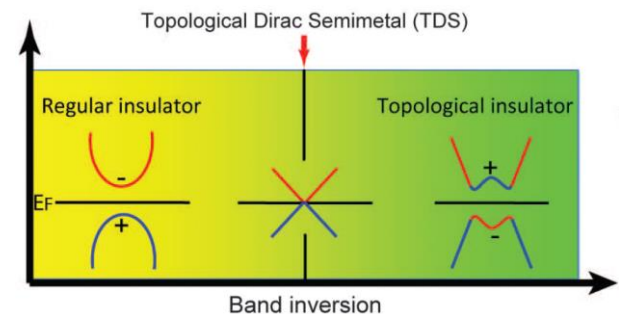 Topological Dirac Semimetal (TDS)
Regular insulator
Topological insulator
-
+
EF
+
-
Band inversion